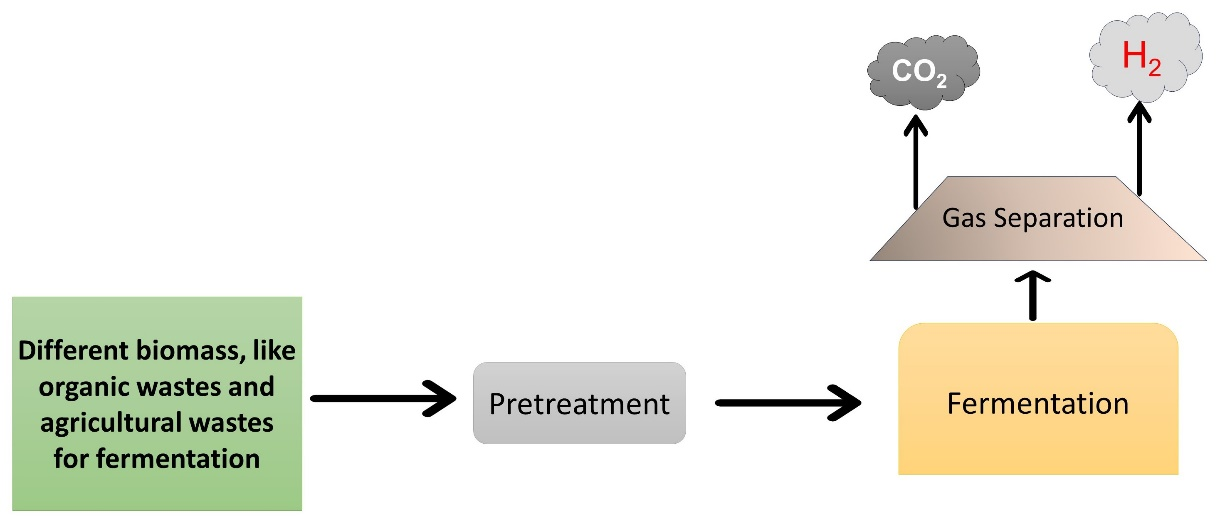 CO₂
H₂
Gas Separation
Different biomass, like
organic wastes and
agricultural wastes
for fermentation
Pretreatment
Fermentation